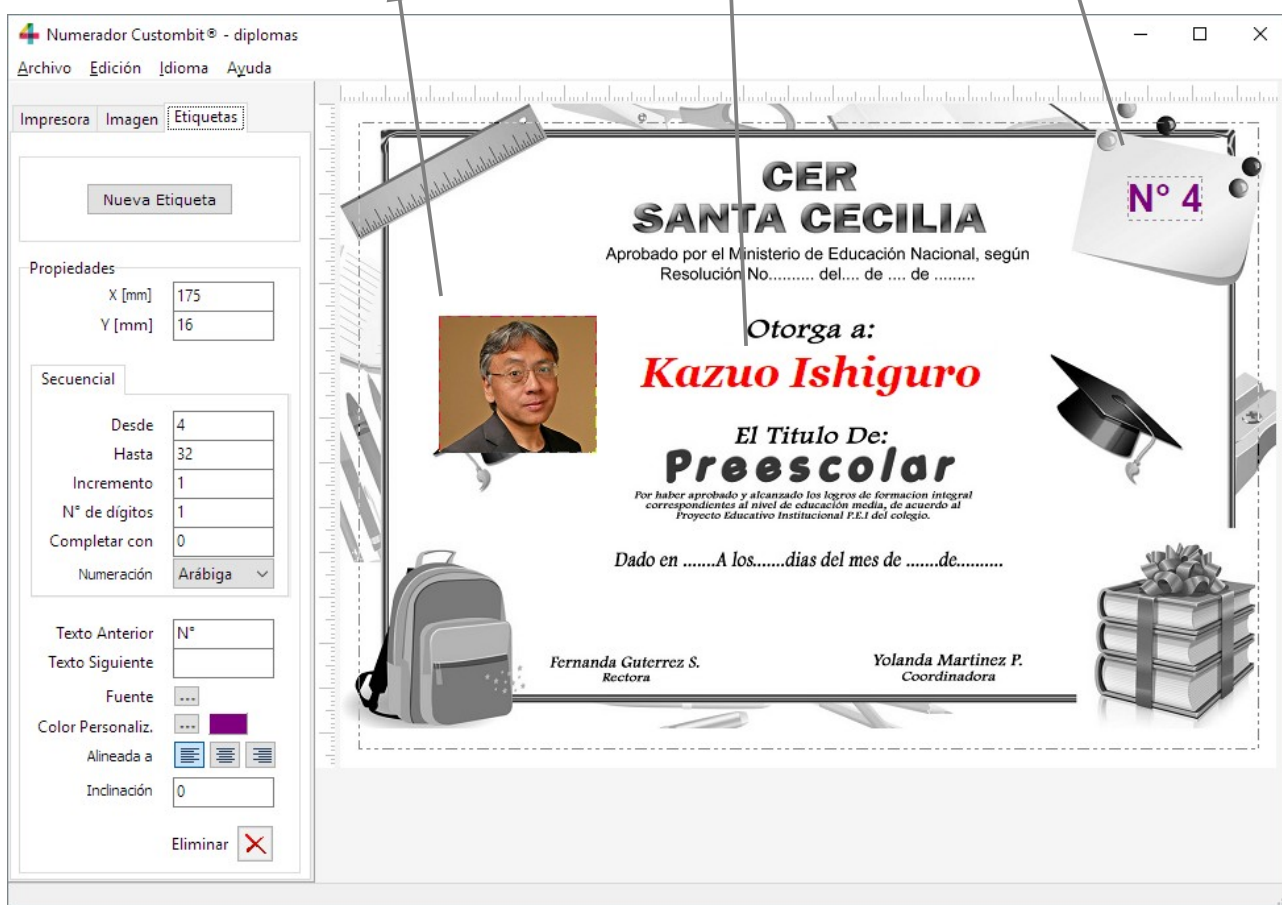 Numerador Custombit® - diplomas
Archivo Edición Idioma Ayuda
Impresora Imagen Etiquetas
Nueva Etiqueta
Propiedades
X [mm] 175
Y [mm] 16
Secuencial
Desde 4
Hasta 32
Incremento 1
N° de dígitos 1
Completar con 0
Numeración Arábiga
Texto Anterior N°
Texto Siguiente
Fuente ...
Color Personaliz. ...
Alineada a
Inclinación 0
Eliminar
CER
SANTA CECILIA
Aprobado por el Ministerio de Educación Nacional, según
Resolución No.......... del.... de .... de .........
N° 4
Otorga a:
Kazuo Ishiguro
El Titulo De:
Preescolar
Por haber aprobado y alcanzado los logros de formacion integral
correspondientes al nivel de educación media, de acuerdo al
Proyecto Educativo Institucional P.E.I del colegio.
Dado en .......A los.......dias del mes de .......de..........
Fernanda Guterrez S.
Rectora
Yolanda Martinez P.
Coordinadora